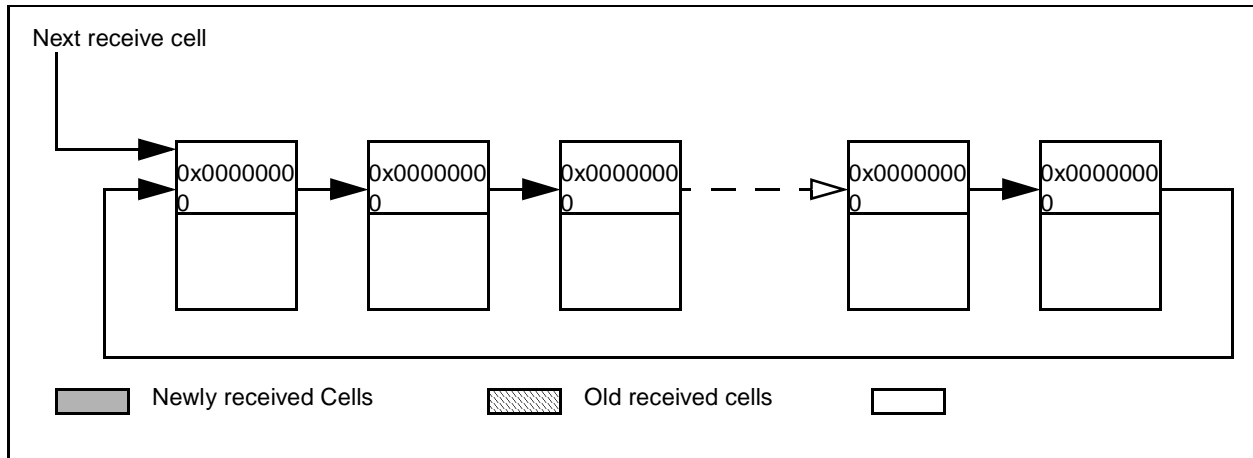 Next receive cell
0x0000000 0x0000000 0x0000000 0x0000000 0x0000000
0 0 0 0 0
Newly received Cells Old received cells